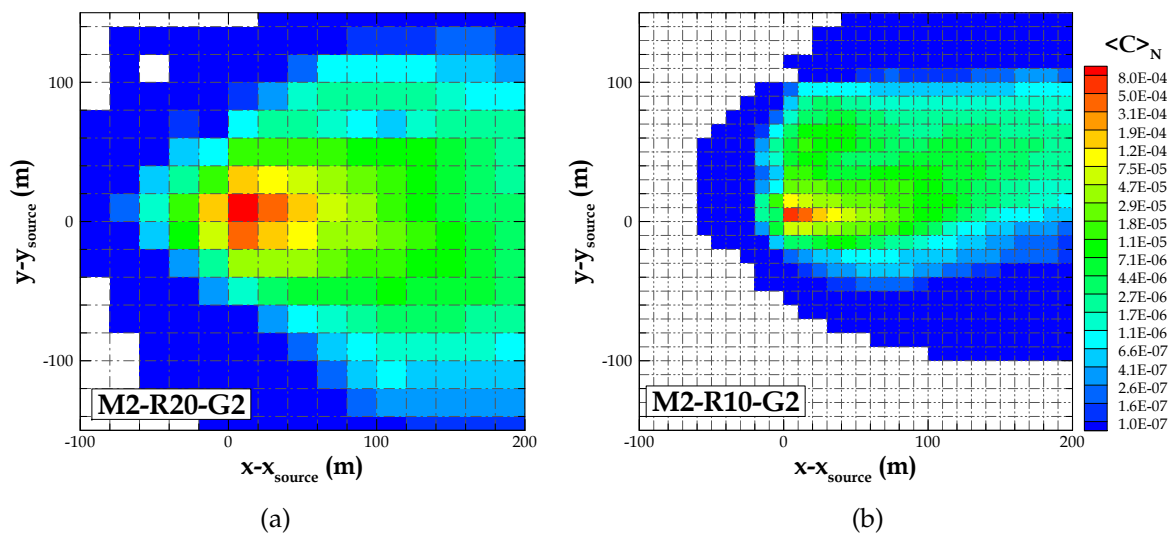 100
0
-100
-100
0
100
200
y-y source (m)
x-x source (m)
M2-R20-G2
(a)
100
0
-100
-100
0
100
200
y-y source (m)
x-x source (m)
M2-R10-G2
(b)
<C> N
8.0E-04
5.0E-04
3.1E-04
1.9E-04
1.2E-04
7.5E-05
4.7E-05
2.9E-05
1.8E-05
1.1E-05
7.1E-06
4.4E-06
2.7E-06
1.7E-06
1.1E-06
6.6E-07
4.1E-07
2.6E-07
1.6E-07
1.0E-07